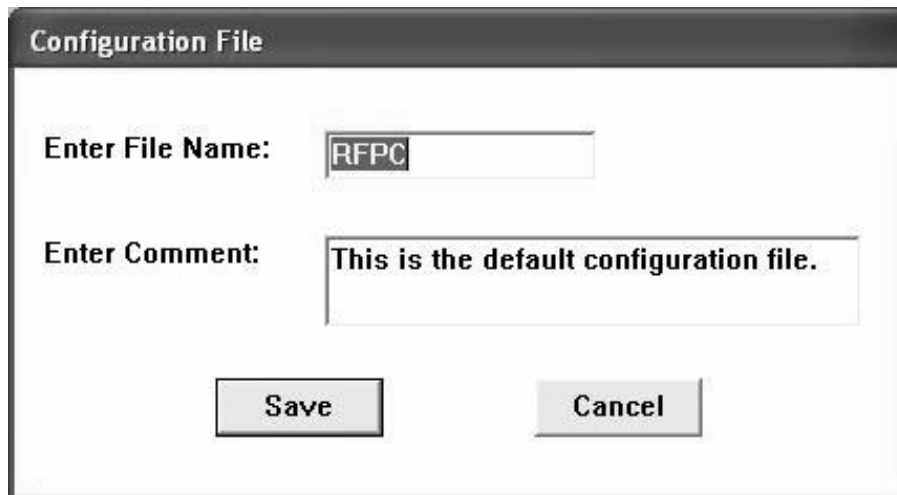 Configuration File
Enter File Name: RFPC
Enter Comment: This is the default configuration file.
Save Cancel